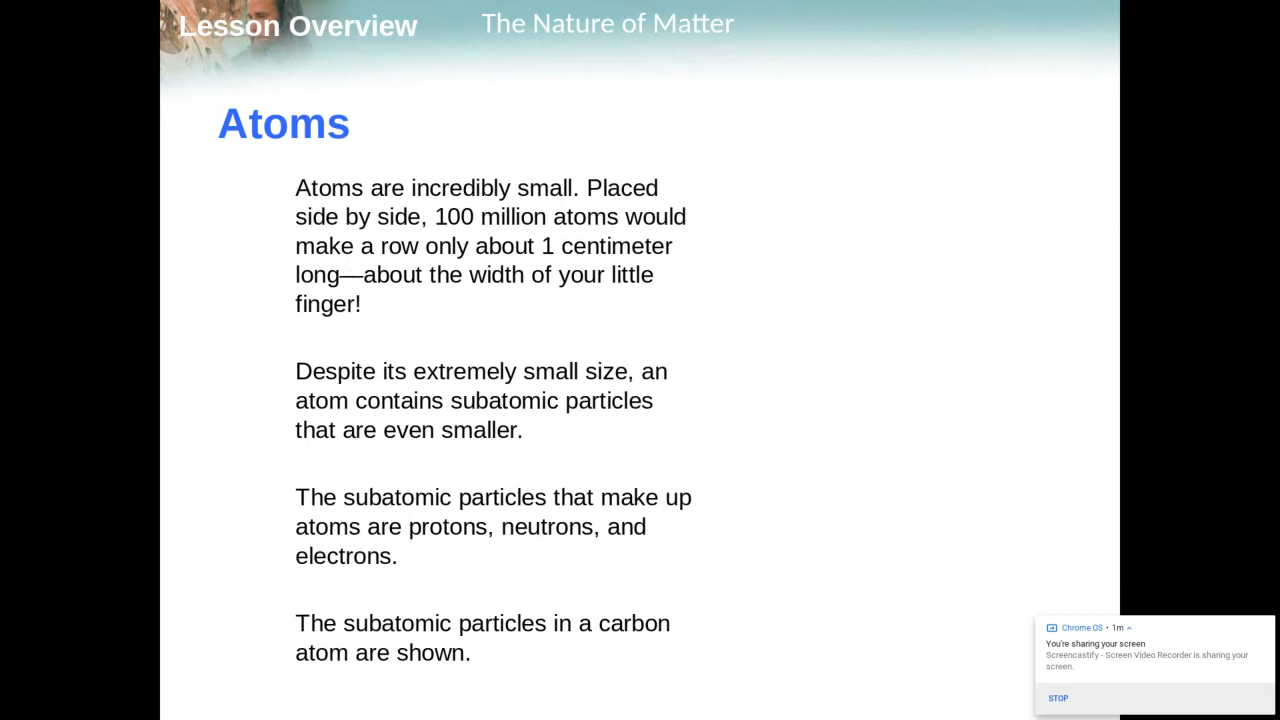 Lesson Overview
The Nature of Matter
Atoms
Atoms are incredibly small. Placed
side by side, 100 million atoms would
make a row only about 1 centimeter
long—about the width of your little
finger!
Despite its extremely small size, an
atom contains subatomic particles
that are even smaller.
The subatomic particles that make up
atoms are protons, neutrons, and
electrons.
The subatomic particles in a carbon
atom are shown.
Chrome OS • 1m
You're sharing your screen
Screencastify - Screen Video Recorder is sharing your
screen.
STOP